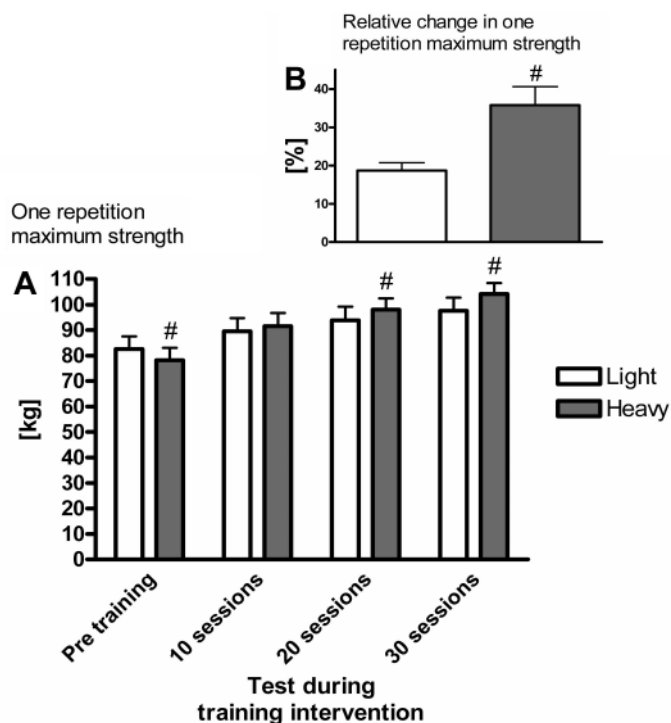 Relative change in one
repetition maximum strength
B
#
[%]
40
30
20
10
0
One repetition
maximum strength
A
[kg]
110
100
90
80
70
60
50
40
30
20
10
0
#
#
#
Light
Heavy
Pre training
10 sessions
20 sessions
30 sessions
Test during
training intervention